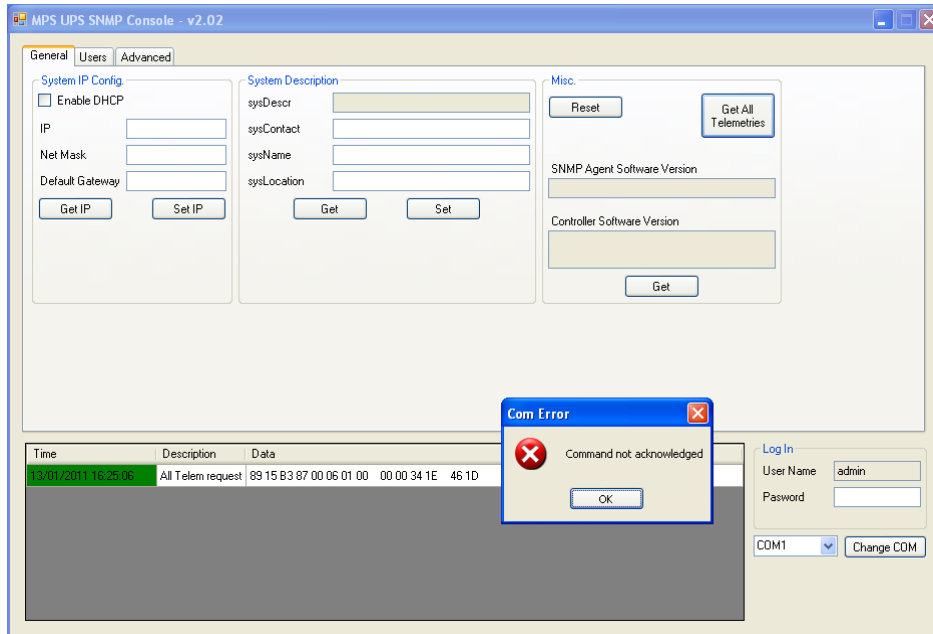 MPS UPS SNMP Console - v2.02
General Users Advanced
System IP Config.
Enable DHCP
IP
Net Mask
Default Gateway
Get IP Set IP
System Description
sysDescr
sysContact
sysName
sysLocation
Get Set
Misc.
Reset
Get All
Telemetries
SNMP Agent Software Version
Controller Software Version
Get
Com Error
Command not acknowledged
OK
Time Description Data
13/01/2011 16:25:06 All Telem request 89 15 B3 87 00 06 01 00 00 00 34 1E 46 1D
Log In
User Name admin
Pasword
COM1 Change COM